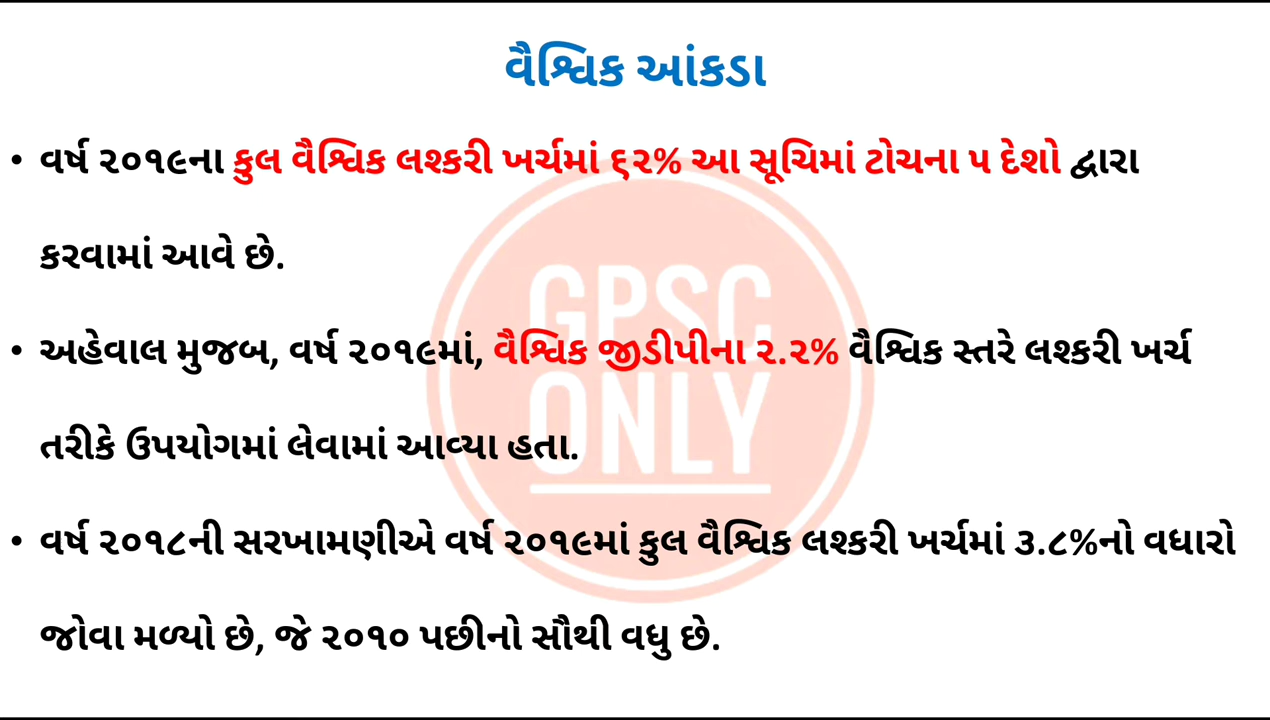 વૈશ્વિક આંકડા
• વર્ષ ૨૦૧૯ના કુલ વૈશ્વિક લશ્કરી ખર્ચમાં ૬૨% આ સૂચિમાં ટોચના ૫ દેશો દ્વારા
કરવામાં આવે છે.
• અહેવાલ મુજબ, વર્ષ ૨૦૧૯માં, વૈશ્વિક જીડીપીના ૨.૨% વૈશ્વિક સ્તરે લશ્કરી ખર્ચ
તરીકે ઉપયોગમાં લેવામાં આવ્યા હતા.
• વર્ષ ૨૦૧૮ની સરખામણીએ વર્ષ ૨૦૧૯માં કુલ વૈશ્વિક લશ્કરી ખર્ચમાં ૩.૮%નો વધારો
જોવા મળ્યો છે, જે ૨૦૧૦ પછીનો સૌથી વધુ છે.
GPSC
ONLY